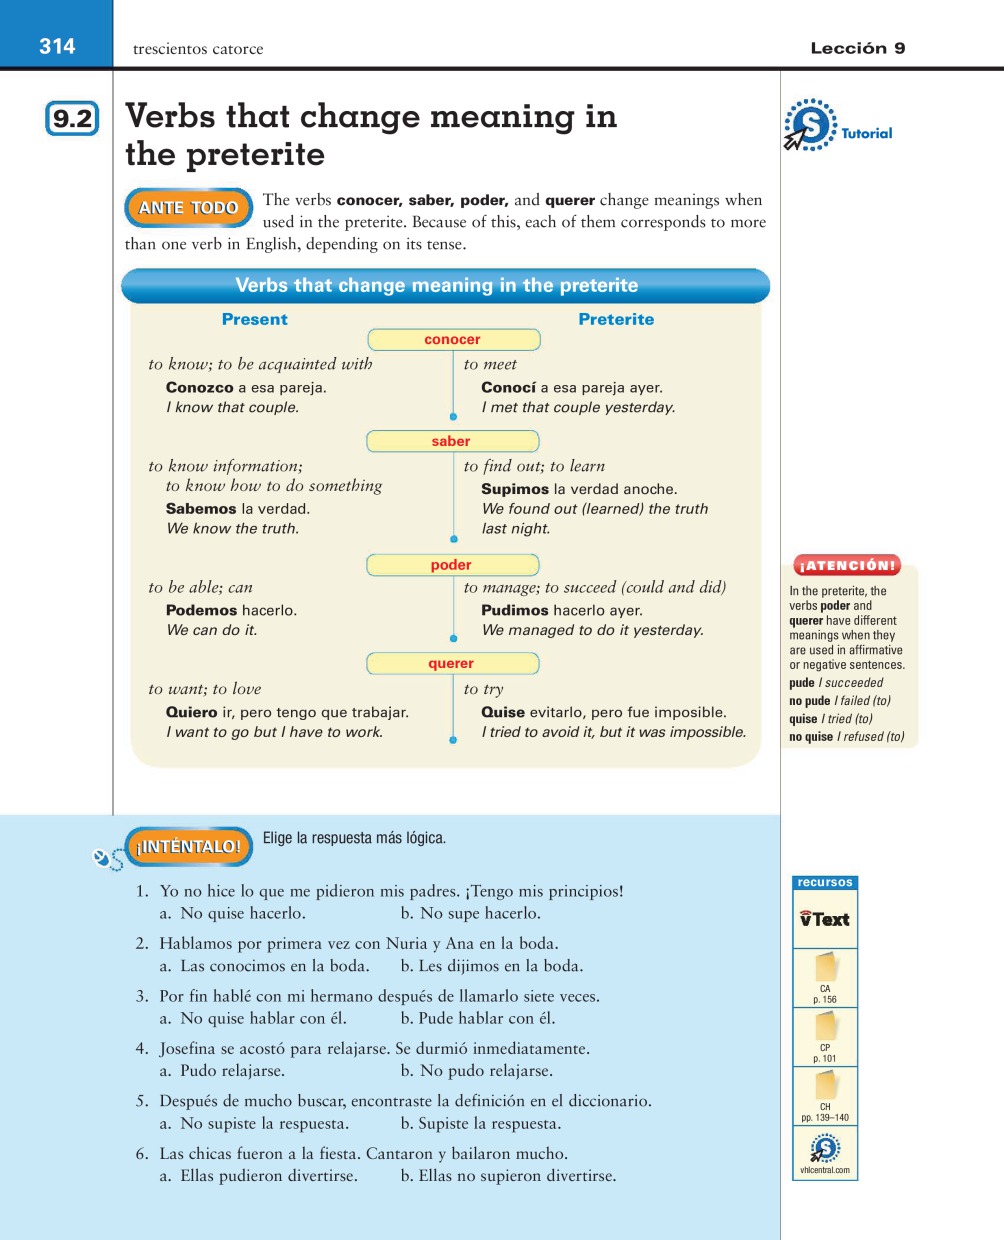 314
trescientos catorce
Lección 9
9.2
Verbs that change meaning in
the preterite
S
Tutorial
ANTE TODO
The verbs conocer, saber, poder, and querer change meanings when
used in the preterite. Because of this, each of them corresponds to more
than one verb in English, depending on its tense.
Verbs that change meaning in the preterite
Present
Preterite
conocer
to know; to be acquainted with
Conozco a esa pareja.
I know that couple.
to meet
Conocí a esa pareja ayer.
I met that couple yesterday.
saber
to know information;
to know how to do something
Sabemos la verdad.
We know the truth.
to find out; to learn
Supimos la verdad anoche.
We found out (learned) the truth
last night.
poder
to be able; can
Podemos hacerlo.
We can do it.
to manage; to succeed (could and did)
Pudimos hacerlo ayer.
We managed to do it yesterday.
querer
to want; to love
Quiero ir, pero tengo que trabajar.
I want to go but I have to work.
to try
Quise evitarlo, pero fue imposible.
I tried to avoid it, but it was impossible.
¡ATENCIÓN!
In the preterite, the
verbs poder and
querer have different
meanings when they
are used in affirmative
or negative sentences.
pude I succeeded
no pude I failed (to)
quise I tried (to)
no quise I refused (to)
¡INTÉNTALO!
Elige la respuesta más lógica.
1. Yo no hice lo que me pidieron mis padres. ¡Tengo mis principios!
a. No quise hacerlo. b. No supe hacerlo.
2. Hablamos por primera vez con Nuria y Ana en la boda.
a. Las conocimos en la boda. b. Les dijimos en la boda.
3. Por fin hablé con mi hermano después de llamarlo siete veces.
a. No quise hablar con él. b. Pude hablar con él.
4. Josefina se acostó para relajarse. Se durmió inmediatamente.
a. Pudo relajarse. b. No pudo relajarse.
5. Después de mucho buscar, encontraste la definición en el diccionario.
a. No supiste la respuesta. b. Supiste la respuesta.
6. Las chicas fueron a la fiesta. Cantaron y bailaron mucho.
a. Ellas pudieron divertirse. b. Ellas no supieron divertirse.
recursos
vText
CA
p. 156
CP
p. 101
CH
pp. 139–140
S
vhlcentral.com